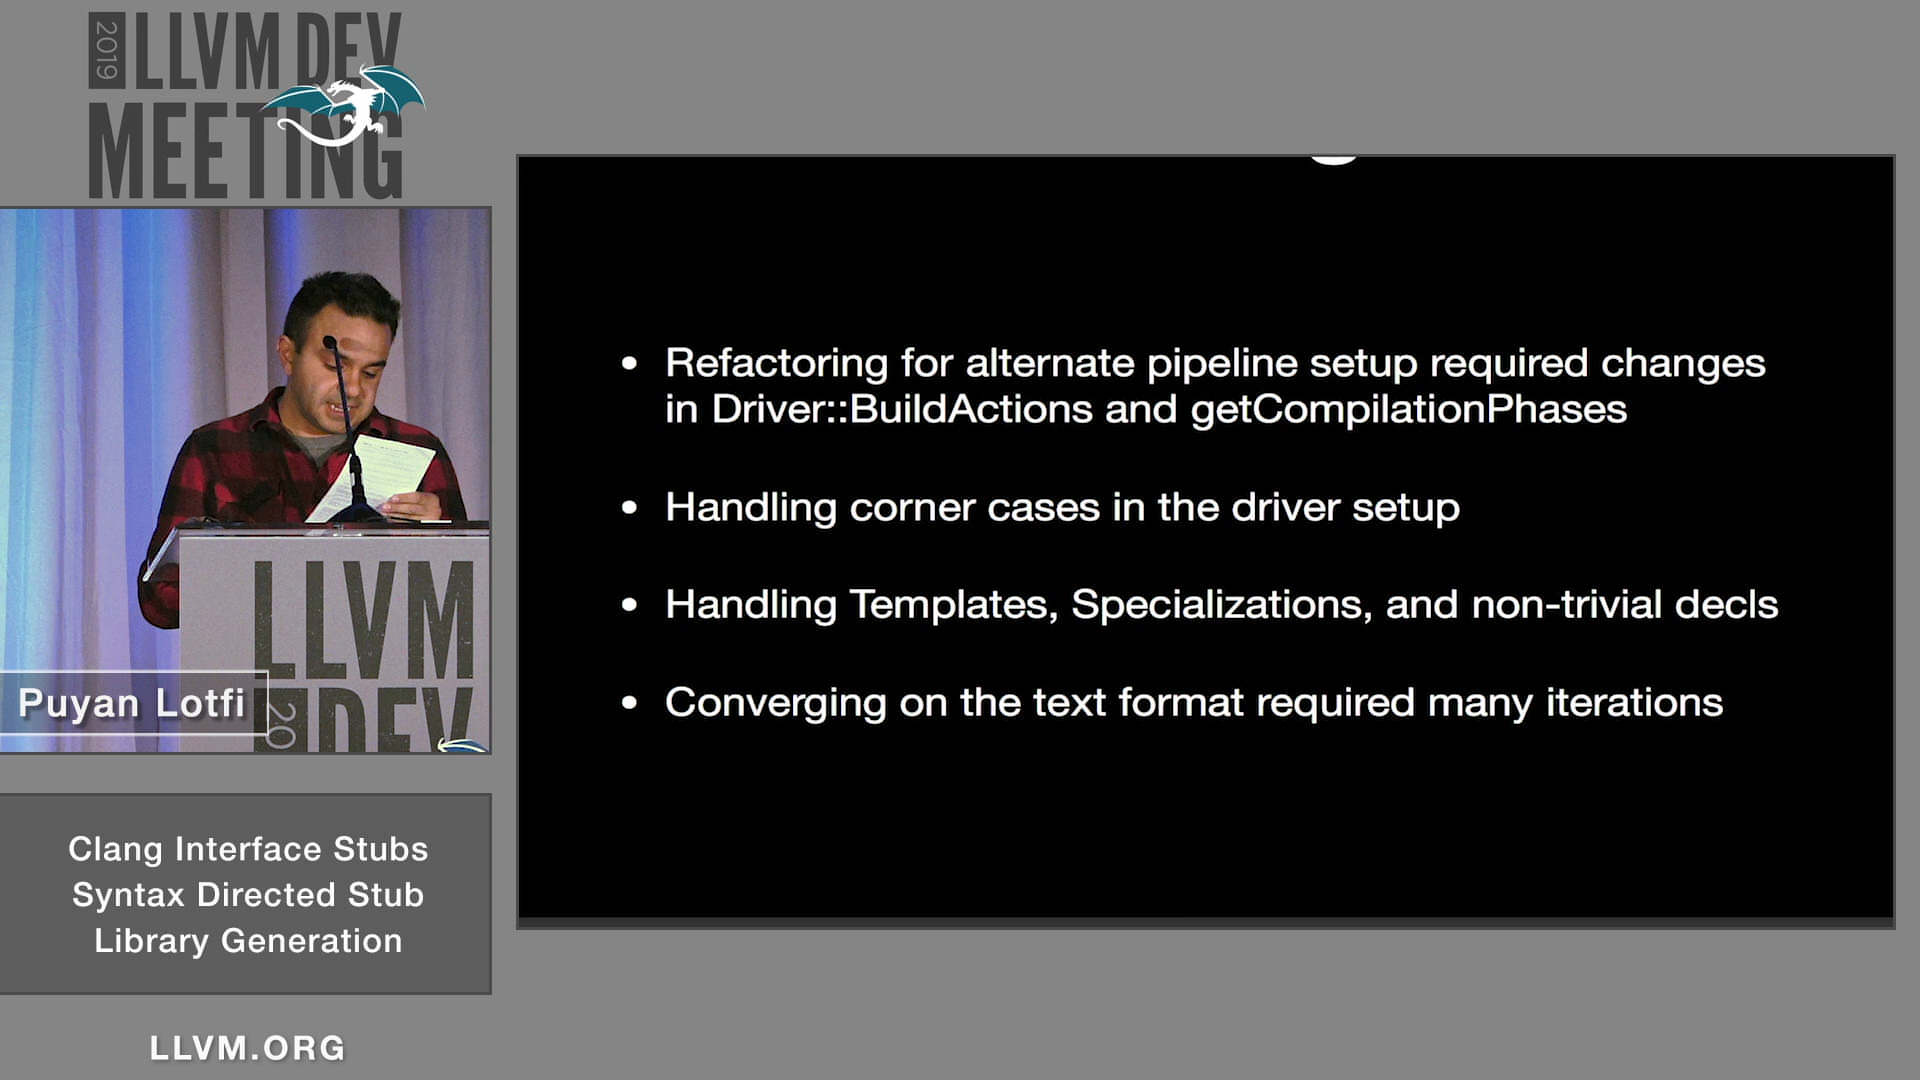 2019
LLVM DEV
MEETING
Refactoring for alternate pipeline setup required changes
in Driver::BuildActions and getCompilationPhases
Handling corner cases in the driver setup
Handling Templates, Specializations, and non-trivial decls
Converging on the text format required many iterations
LLVM
20
DEV
Puyan Lotfi
Clang Interface Stubs
Syntax Directed Stub
Library Generation
LLVM.ORG